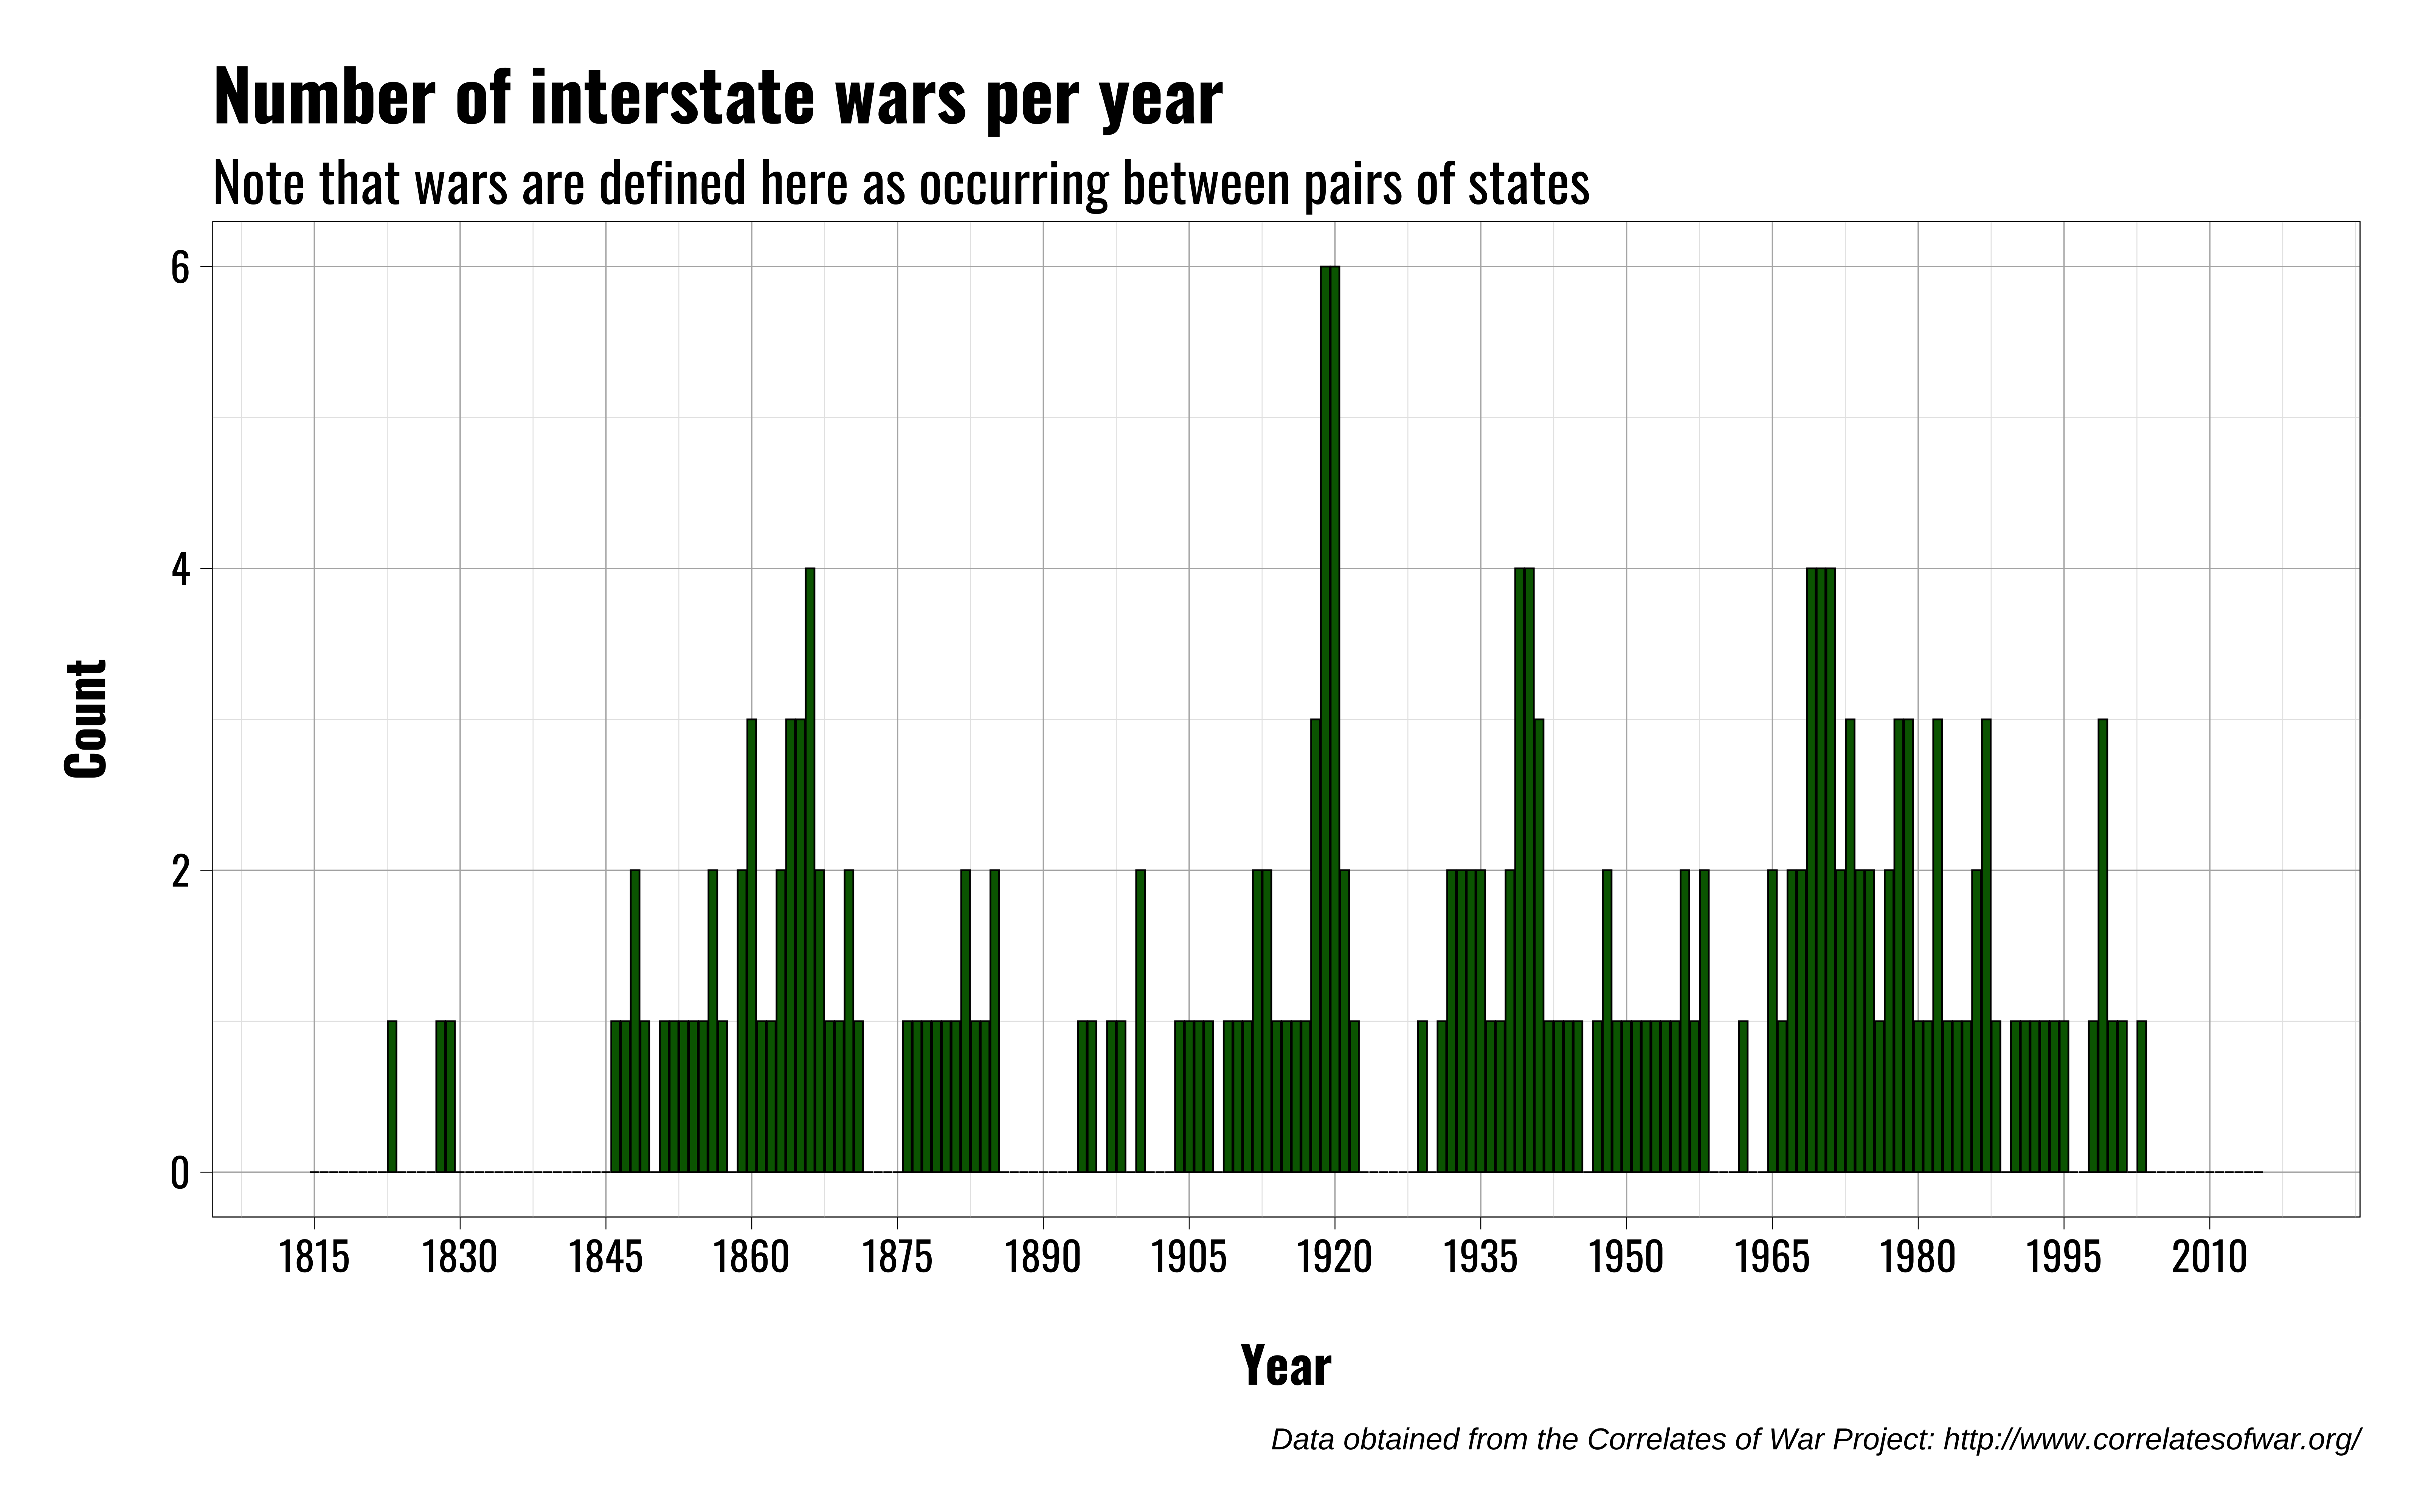 Number of interstate wars per year
Note that wars are defined here as occurring between pairs of states
6
4
2
0
Count
1815 1830 1845 1860 1875 1890 1905 1920 1935 1950 1965 1980 1995 2010
Year
Data obtained from the Correlates of War Project: http://www.correlatesofwar.org/